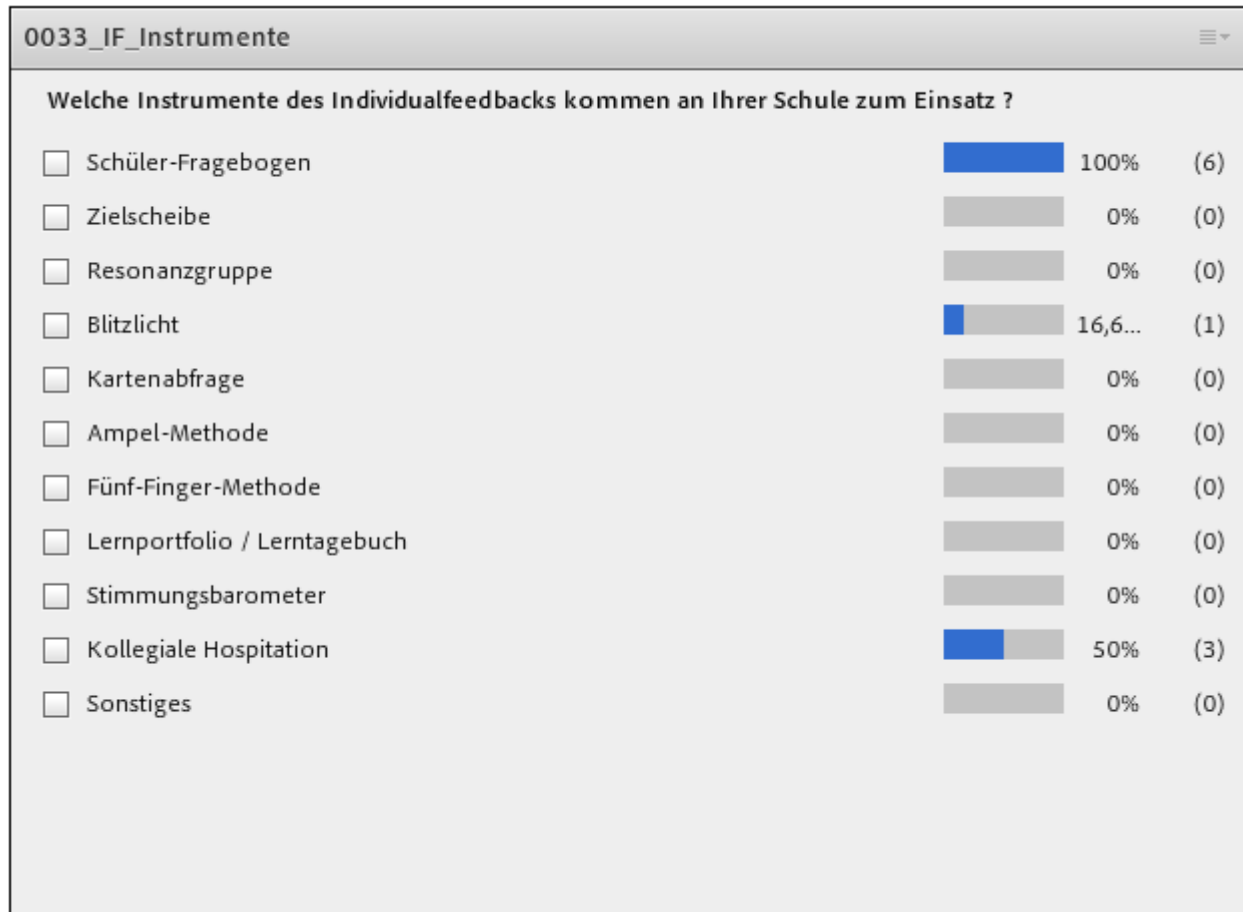 0033_IF_Instrumente
Welche Instrumente des Individualfeedbacks kommen an Ihrer Schule zum Einsatz ?
Schüler-Fragebogen 100% (6)
Zielscheibe 0% (0)
Resonanzgruppe 0% (0)
Blitzlicht 16,6... (1)
Kartenabfrage 0% (0)
Ampel-Methode 0% (0)
Fünf-Finger-Methode 0% (0)
Lernportfolio / Lerntagebuch 0% (0)
Stimmungsbarometer 0% (0)
Kollegiale Hospitation 50% (3)
Sonstiges 0% (0)